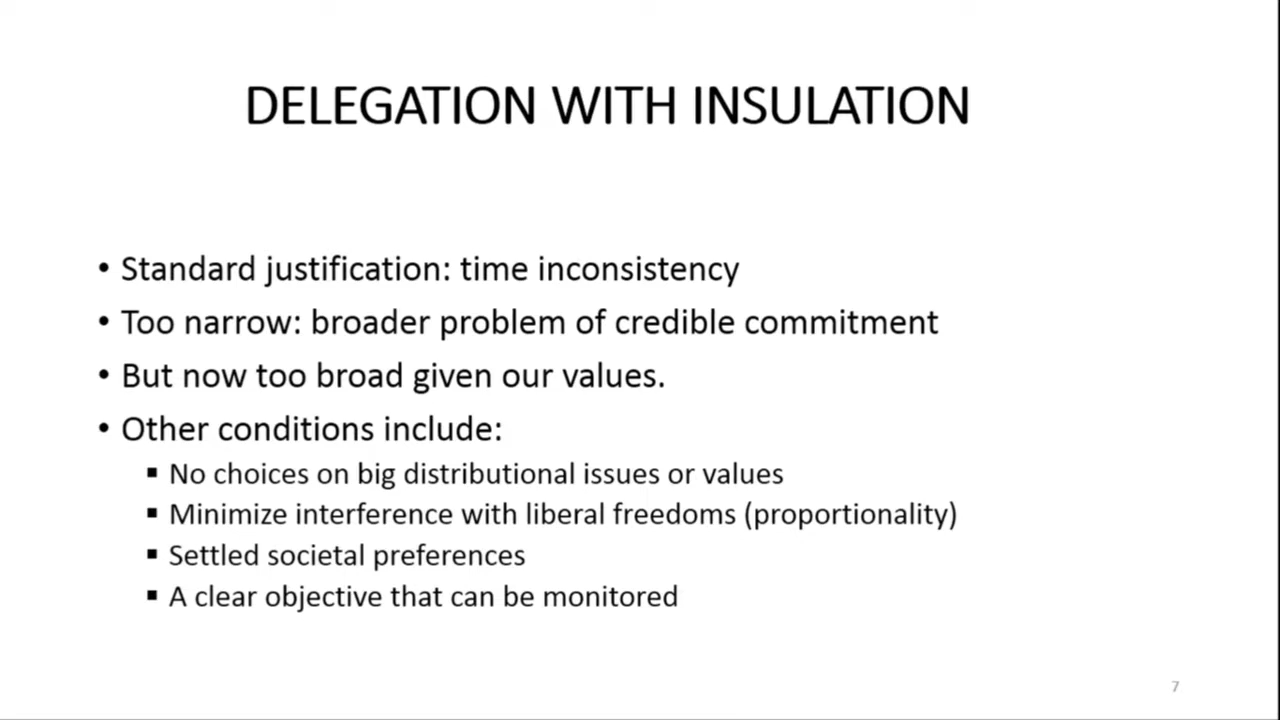 DELEGATION WITH INSULATION
• Standard justification: time inconsistency
• Too narrow: broader problem of credible commitment
• But now too broad given our values.
• Other conditions include:
▪ No choices on big distributional issues or values
▪ Minimize interference with liberal freedoms (proportionality)
▪ Settled societal preferences
▪ A clear objective that can be monitored
7